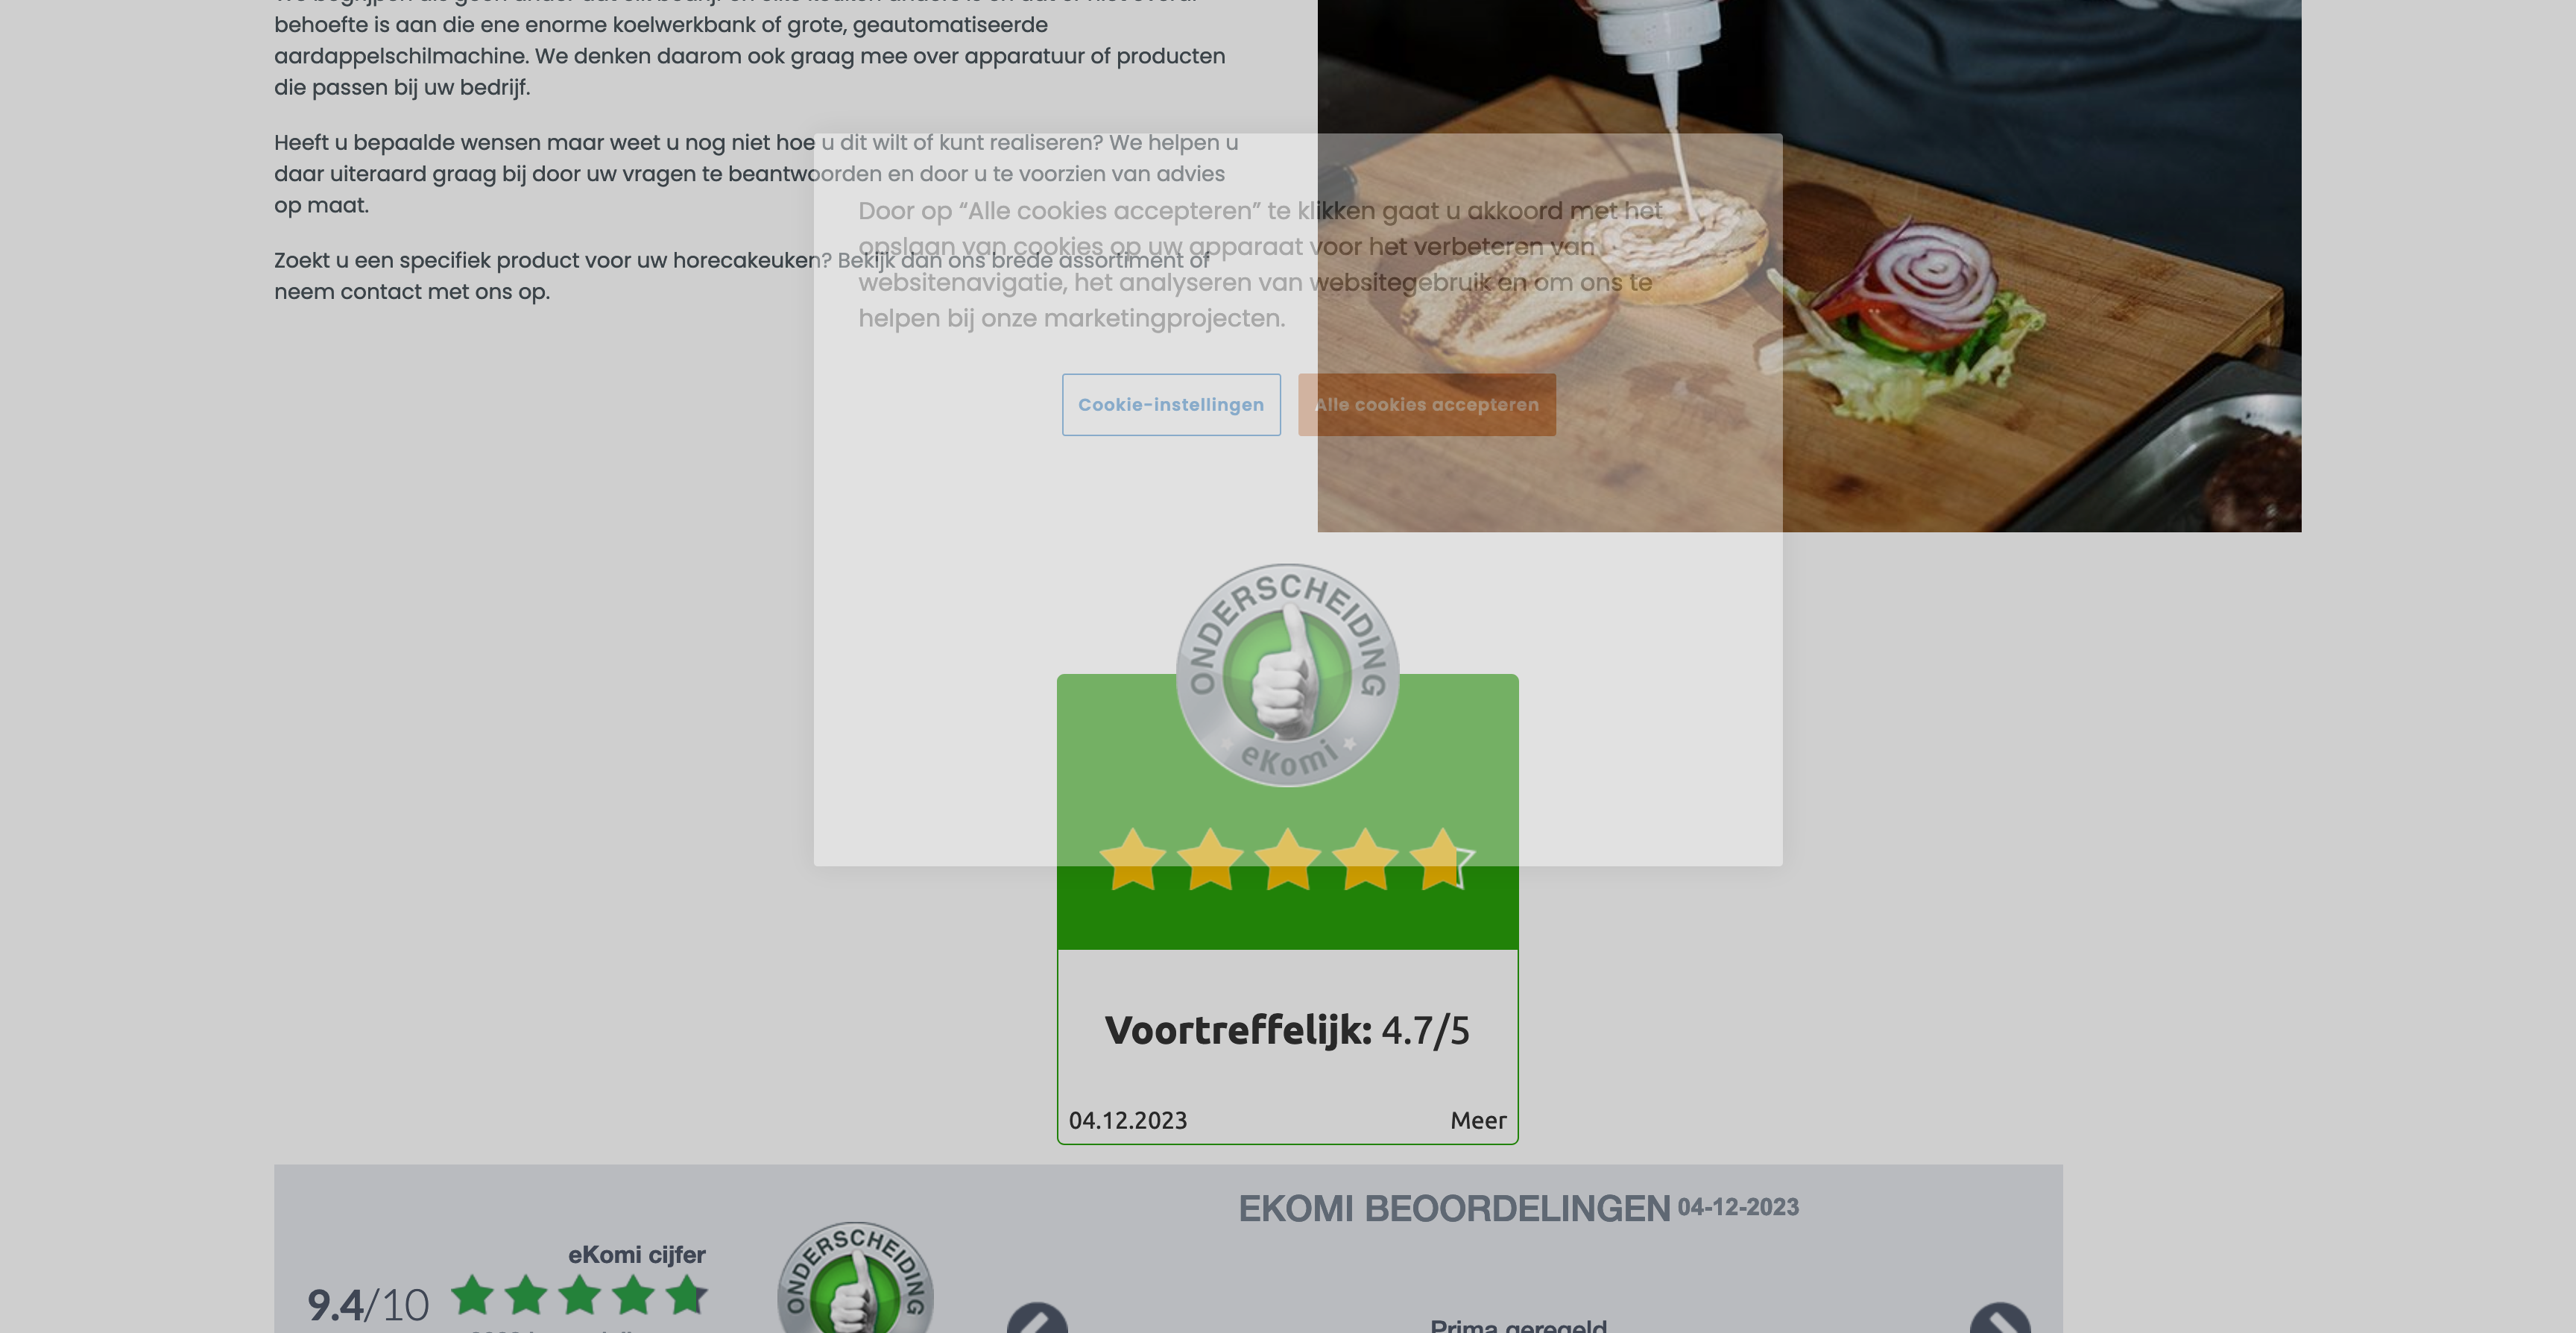 behoefte is aan die ene enorme koelwerkbank of grote, geautomatiseerde
aardappelschilmachine. We denken daarom ook graag mee over apparatuur of producten
die passen bij uw bedrijf.
Heeft u bepaalde wensen maar weet u nog niet hoe u dit wilt of kunt realiseren? We helpen u
daar uiteraard graag bij door uw vragen te beantwoorden en door u te voorzien van advies
op maat.
Zoekt u een specifiek product voor uw horecakeuken? Bekijk dan ons brede assortiment of
neem contact met ons op.
Door op “Alle cookies accepteren” te klikken gaat u akkoord met het
opslaan van cookies op uw apparaat voor het verbeteren van
websitenavigatie, het analyseren van websitegebruik en om ons te
helpen bij onze marketingprojecten.
Cookie-instellingen
Alle cookies accepteren
ONDERSCHEIDING
eKomi
Voortreffelijk: 4.7/5
04.12.2023
Meer
EKOMI BEOORDELINGEN 04-12-2023
eKomi cijfer
9.4/10
ONDERSCHEIDING
Prima geregeld